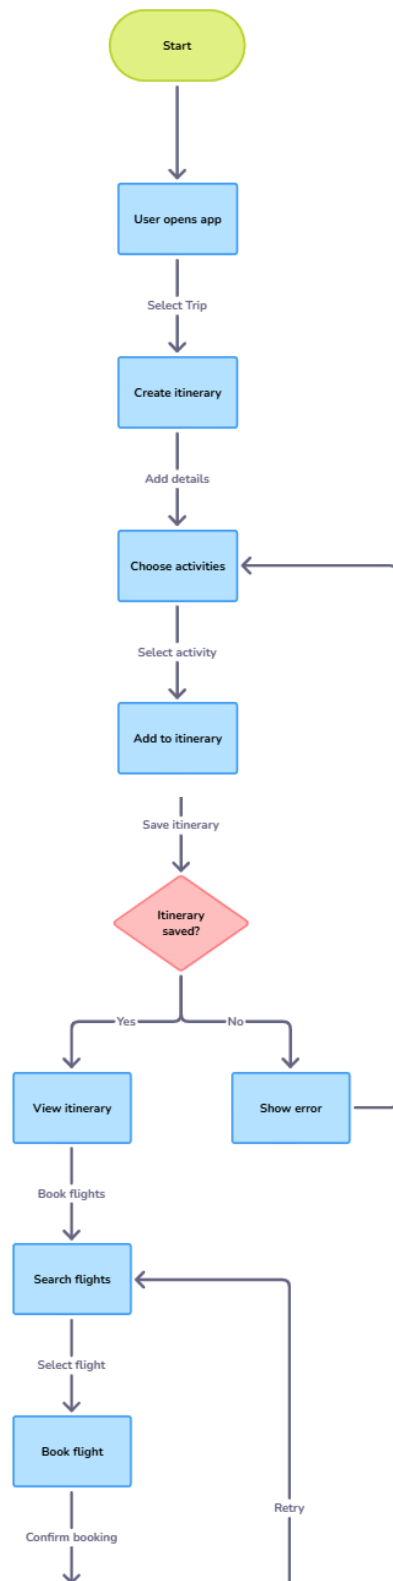 Start
User opens app
Select Trip
Create itinerary
Add details
Choose activities
Select activity
Add to itinerary
Save itinerary
Itinerary
saved?
Yes
No
View itinerary
Show error
Book flights
Search flights
Select flight
Book flight
Retry
Confirm booking